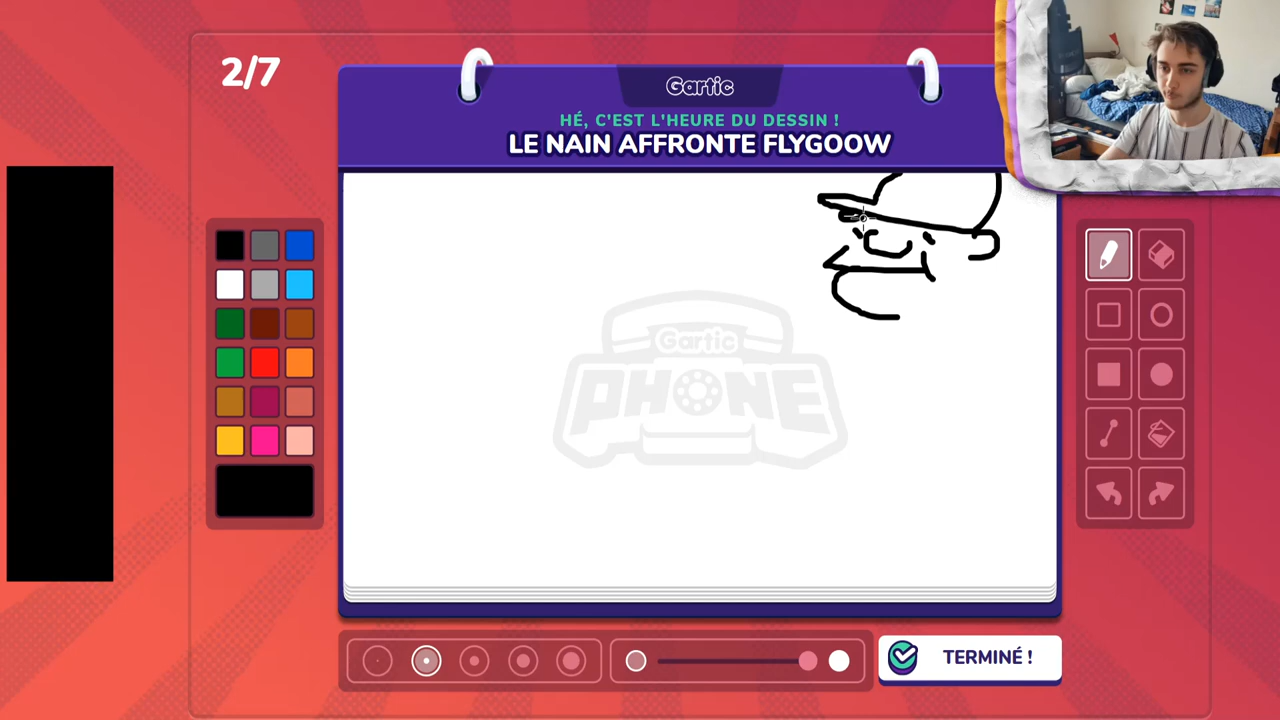 2/7
Gartic
HÉ, C'EST L'HEURE DU DESSIN !
LE NAIN AFFRONTE FLYGOOW
Gartic
PHONE
TERMINÉ !